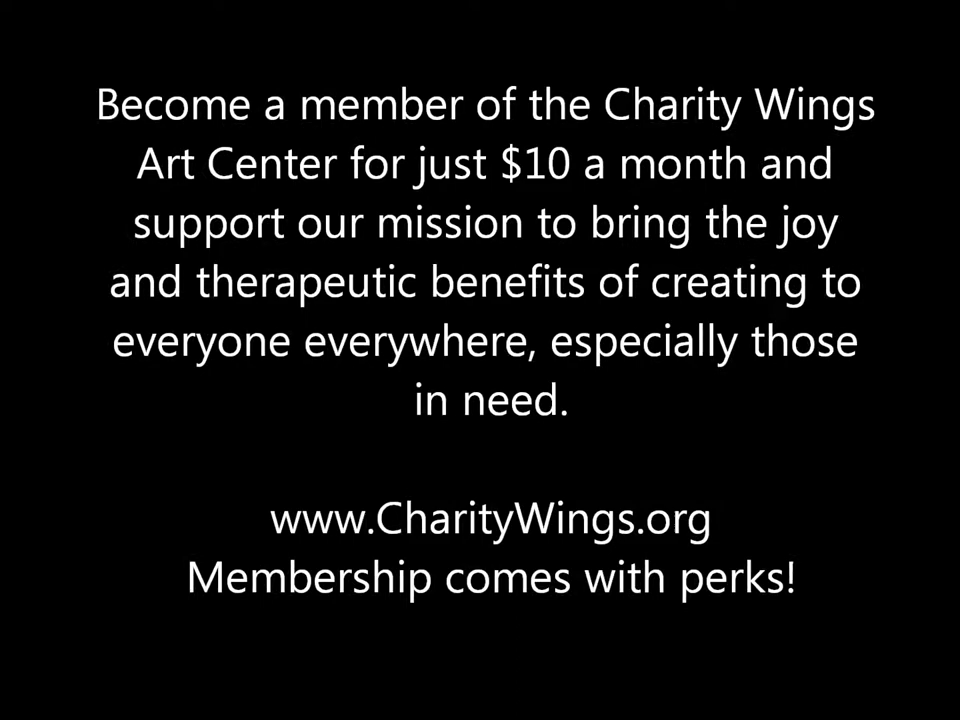 Become a member of the Charity Wings
Art Center for just $10 a month and
support our mission to bring the joy
and therapeutic benefits of creating to
everyone everywhere, especially those
in need.
www.CharityWings.org
Membership comes with perks!